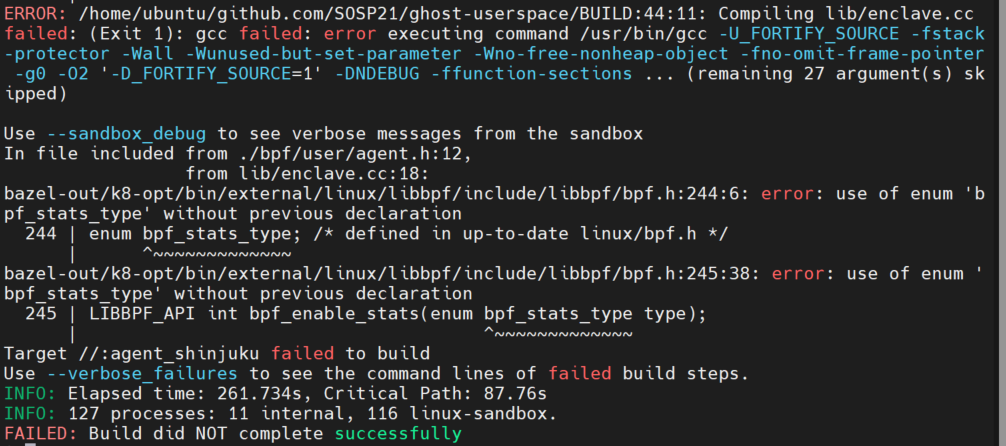 ERROR: /home/ubuntu/github.com/SOSP21/ghost-userspace/BUILD:44:11: Compiling lib/enclave.cc
failed: (Exit 1): gcc failed: error executing command /usr/bin/gcc -U_FORTIFY_SOURCE -fstack
-protector -Wall -Wunused-but-set-parameter -Wno-free-nonheap-object -fno-omit-frame-pointer
-g0 -O2 '-D_FORTIFY_SOURCE=1' -DNDEBUG -ffunction-sections ... (remaining 27 argument(s) sk
ipped)
Use --sandbox_debug to see verbose messages from the sandbox
In file included from ./bpf/user/agent.h:12,
from lib/enclave.cc:18:
bazel-out/k8-opt/bin/external/linux/libbpf/include/libbpf/bpf.h:244:6: error: use of enum 'b
pf_stats_type' without previous declaration
244 | enum bpf_stats_type; /* defined in up-to-date linux/bpf.h */
| ^~~~~~~~~~~~~~
bazel-out/k8-opt/bin/external/linux/libbpf/include/libbpf/bpf.h:245:38: error: use of enum '
bpf_stats_type' without previous declaration
245 | LIBBPF_API int bpf_enable_stats(enum bpf_stats_type type);
| ^~~~~~~~~~~~~~
Target //:agent_shinjuku failed to build
Use --verbose_failures to see the command lines of failed build steps.
INFO: Elapsed time: 261.734s, Critical Path: 87.76s
INFO: 127 processes: 11 internal, 116 linux-sandbox.
FAILED: Build did NOT complete successfully